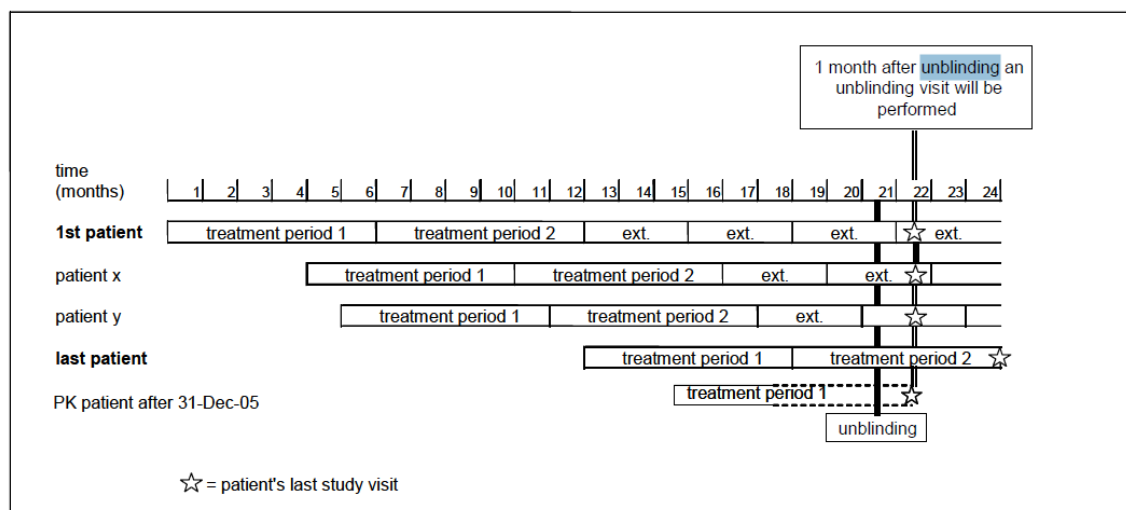 1 month after unblinding an
unblinding visit will be
performed
time
(months)
1 2 3 4 5 6 7 8 9 10 11 12 13 14 15 16 17 18 19 20 21 22 23 24
1st patient treatment period 1 treatment period 2 ext. ext. ext. ext.
patient x treatment period 1 treatment period 2 ext. ext.
patient y treatment period 1 treatment period 2 ext.
last patient treatment period 1 treatment period 2
PK patient after 31-Dec-05 treatment period 1
unblinding
☆ = patient's last study visit